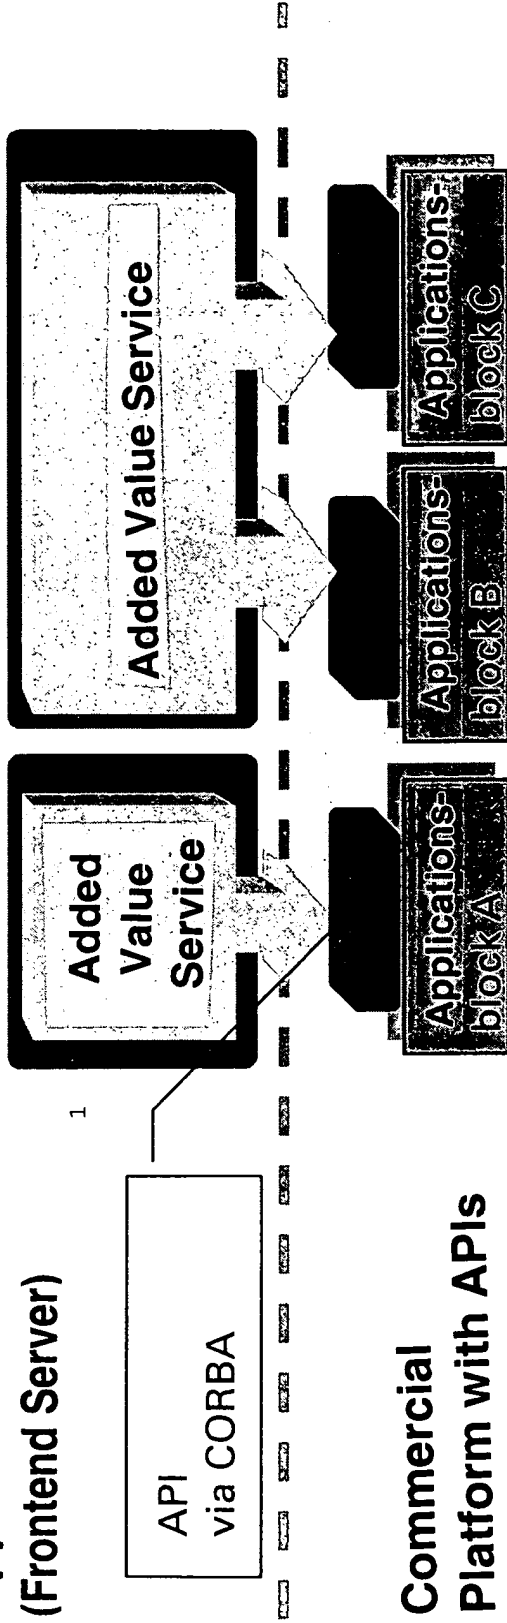 (Frontend Server)
API
via CORBA
1
Added
Value
Service
Added Value Service
Commercial
Platform with APIs
Applications-
block A
Applications-
block B
Applications-
block C